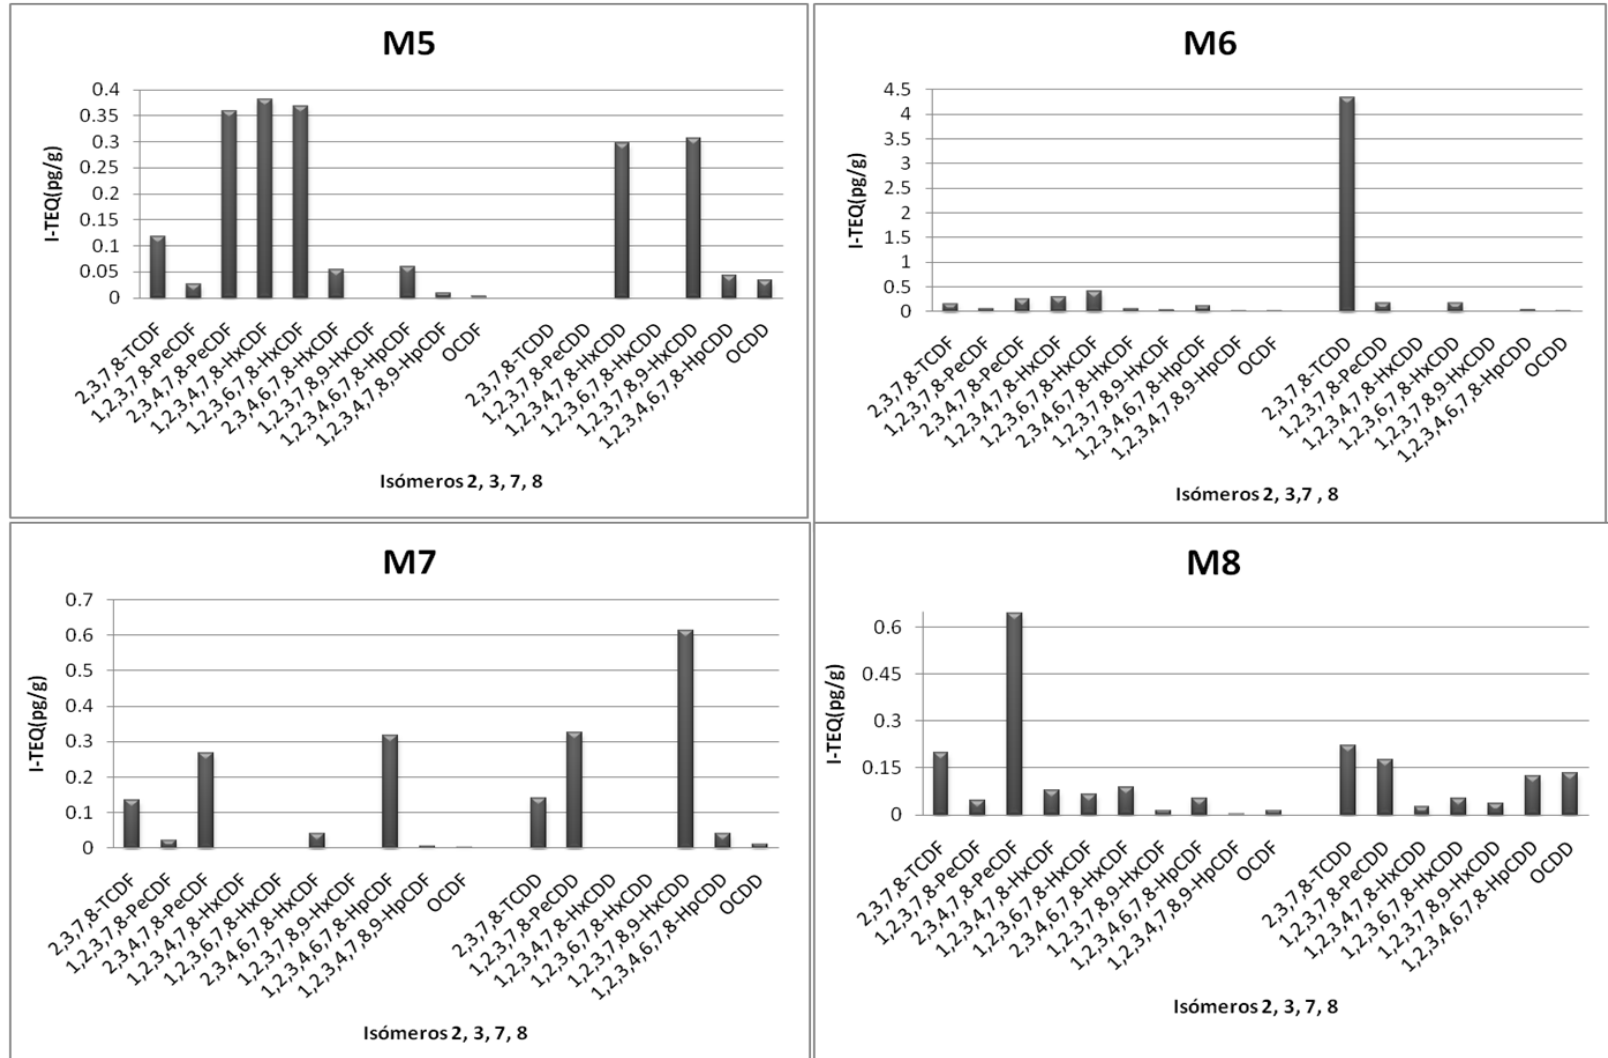 M5
I-TEQ(pg/g)
0.4
0.35
0.3
0.25
0.2
0.15
0.1
0.05
0
2,3,7,8-TCDF
1,2,3,7,8-PeCDF
2,3,4,7,8-PeCDF
1,2,3,4,7,8-HxCDF
1,2,3,6,7,8-HxCDF
2,3,4,6,7,8-HxCDF
1,2,3,7,8,9-HxCDF
1,2,3,4,6,7,8-HpCDF
1,2,3,4,7,8,9-HpCDF
OCDF
2,3,7,8-TCDD
1,2,3,7,8-PeCDD
1,2,3,4,7,8-HxCDD
1,2,3,6,7,8-HxCDD
1,2,3,7,8,9-HxCDD
1,2,3,4,6,7,8-HpCDD
OCDD
Isómeros 2, 3, 7, 8
M6
I-TEQ(pg/g)
4.5
4
3.5
3
2.5
2
1.5
1
0.5
0
2,3,7,8-TCDF
1,2,3,7,8-PeCDF
2,3,4,7,8-PeCDF
1,2,3,4,7,8-HxCDF
1,2,3,6,7,8-HxCDF
2,3,4,6,7,8-HxCDF
1,2,3,7,8,9-HxCDF
1,2,3,4,6,7,8-HpCDF
1,2,3,4,7,8,9-HpCDF
OCDF
2,3,7,8-TCDD
1,2,3,7,8-PeCDD
1,2,3,4,7,8-HxCDD
1,2,3,6,7,8-HxCDD
1,2,3,7,8,9-HxCDD
1,2,3,4,6,7,8-HpCDD
OCDD
Isómeros 2, 3,7 , 8
M7
I-TEQ(pg/g)
0.7
0.6
0.5
0.4
0.3
0.2
0.1
0
2,3,7,8-TCDF
1,2,3,7,8-PeCDF
2,3,4,7,8-PeCDF
1,2,3,4,7,8-HxCDF
1,2,3,6,7,8-HxCDF
2,3,4,6,7,8-HxCDF
1,2,3,7,8,9-HxCDF
1,2,3,4,6,7,8-HpCDF
1,2,3,4,7,8,9-HpCDF
OCDF
2,3,7,8-TCDD
1,2,3,7,8-PeCDD
1,2,3,4,7,8-HxCDD
1,2,3,6,7,8-HxCDD
1,2,3,7,8,9-HxCDD
1,2,3,4,6,7,8-HpCDD
OCDD
Isómeros 2, 3, 7, 8
M8
I-TEQ(pg/g)
0.6
0.45
0.3
0.15
0
2,3,7,8-TCDF
1,2,3,7,8-PeCDF
2,3,4,7,8-PeCDF
1,2,3,4,7,8-HxCDF
1,2,3,6,7,8-HxCDF
2,3,4,6,7,8-HxCDF
1,2,3,7,8,9-HxCDF
1,2,3,4,6,7,8-HpCDF
1,2,3,4,7,8,9-HpCDF
OCDF
2,3,7,8-TCDD
1,2,3,7,8-PeCDD
1,2,3,4,7,8-HxCDD
1,2,3,6,7,8-HxCDD
1,2,3,7,8,9-HxCDD
1,2,3,4,6,7,8-HpCDD
OCDD
Isómeros 2, 3, 7, 8